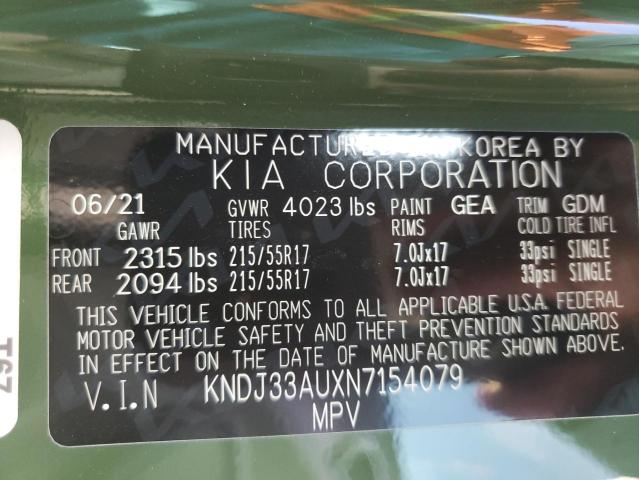 MANUFACTURED IN KOREA BY
KIA CORPORATION
06/21 GVWR 4023 lbs PAINT GEA TRIM GDM
GAWR TIRES RIMS COLD TIRE INFL
FRONT 2315 lbs 215/55R17 7.0Jx17 33psi SINGLE
REAR 2094 lbs 215/55R17 7.0Jx17 33psi SINGLE
THIS VEHICLE CONFORMS TO ALL APPLICABLE U.S.A. FEDERAL
MOTOR VEHICLE SAFETY AND THEFT PREVENTION STANDARDS
IN EFFECT ON THE DATE OF MANUFACTURE SHOWN ABOVE.
V.I.N KNDJ33AUXN7154079
MPV